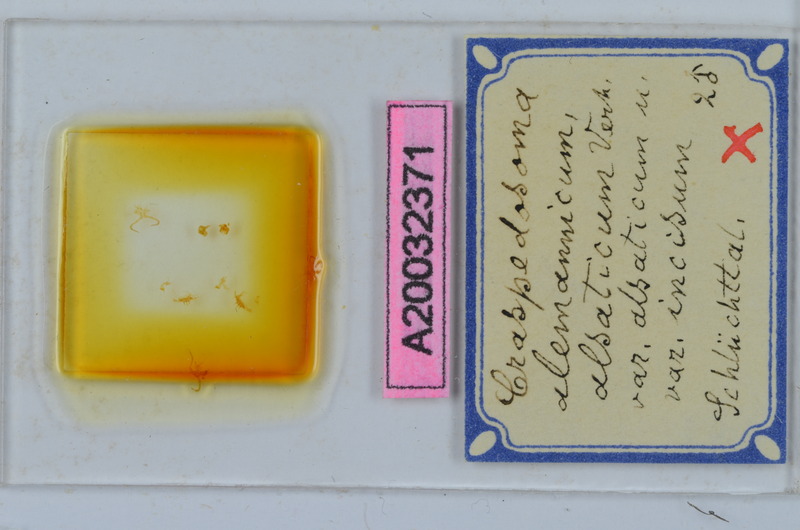 A20032371
Craspedosoma
alemannicum,
alsaticum Verh.
var. alsaticum u.
var. incisum
Schlüchttal. 28
X